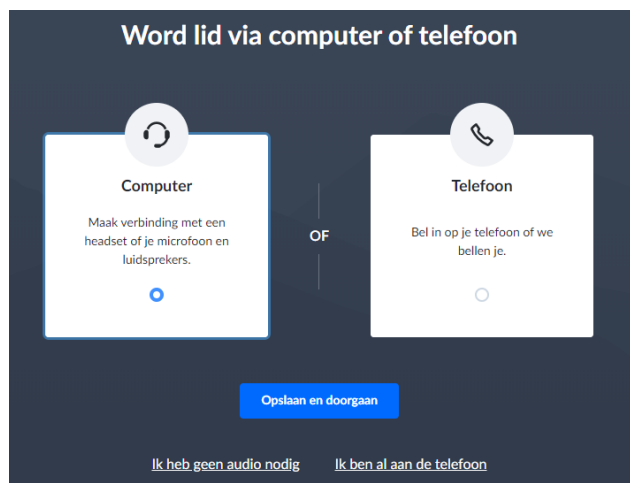 Word lid via computer of telefoon
Computer
Maak verbinding met een
headset of je microfoon en
luidsprekers.
OF
Telefoon
Bel in op je telefoon of we
bellen je.
Opslaan en doorgaan
Ik heb geen audio nodig
Ik ben al aan de telefoon